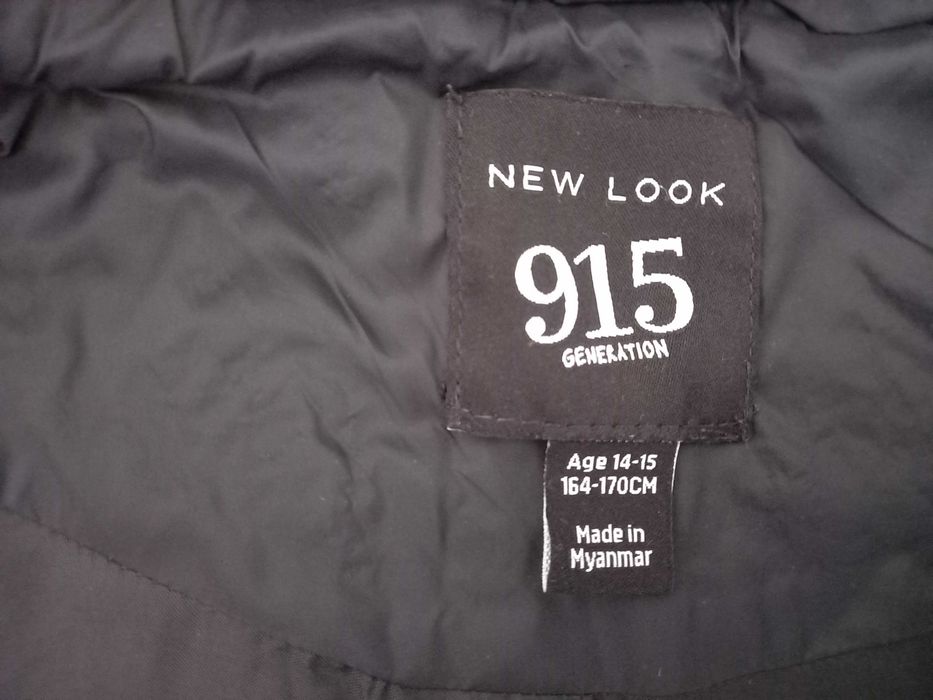 NEW LOOK
915
GENERATION
Age 14-15
164-170CM
Made in
Myanmar